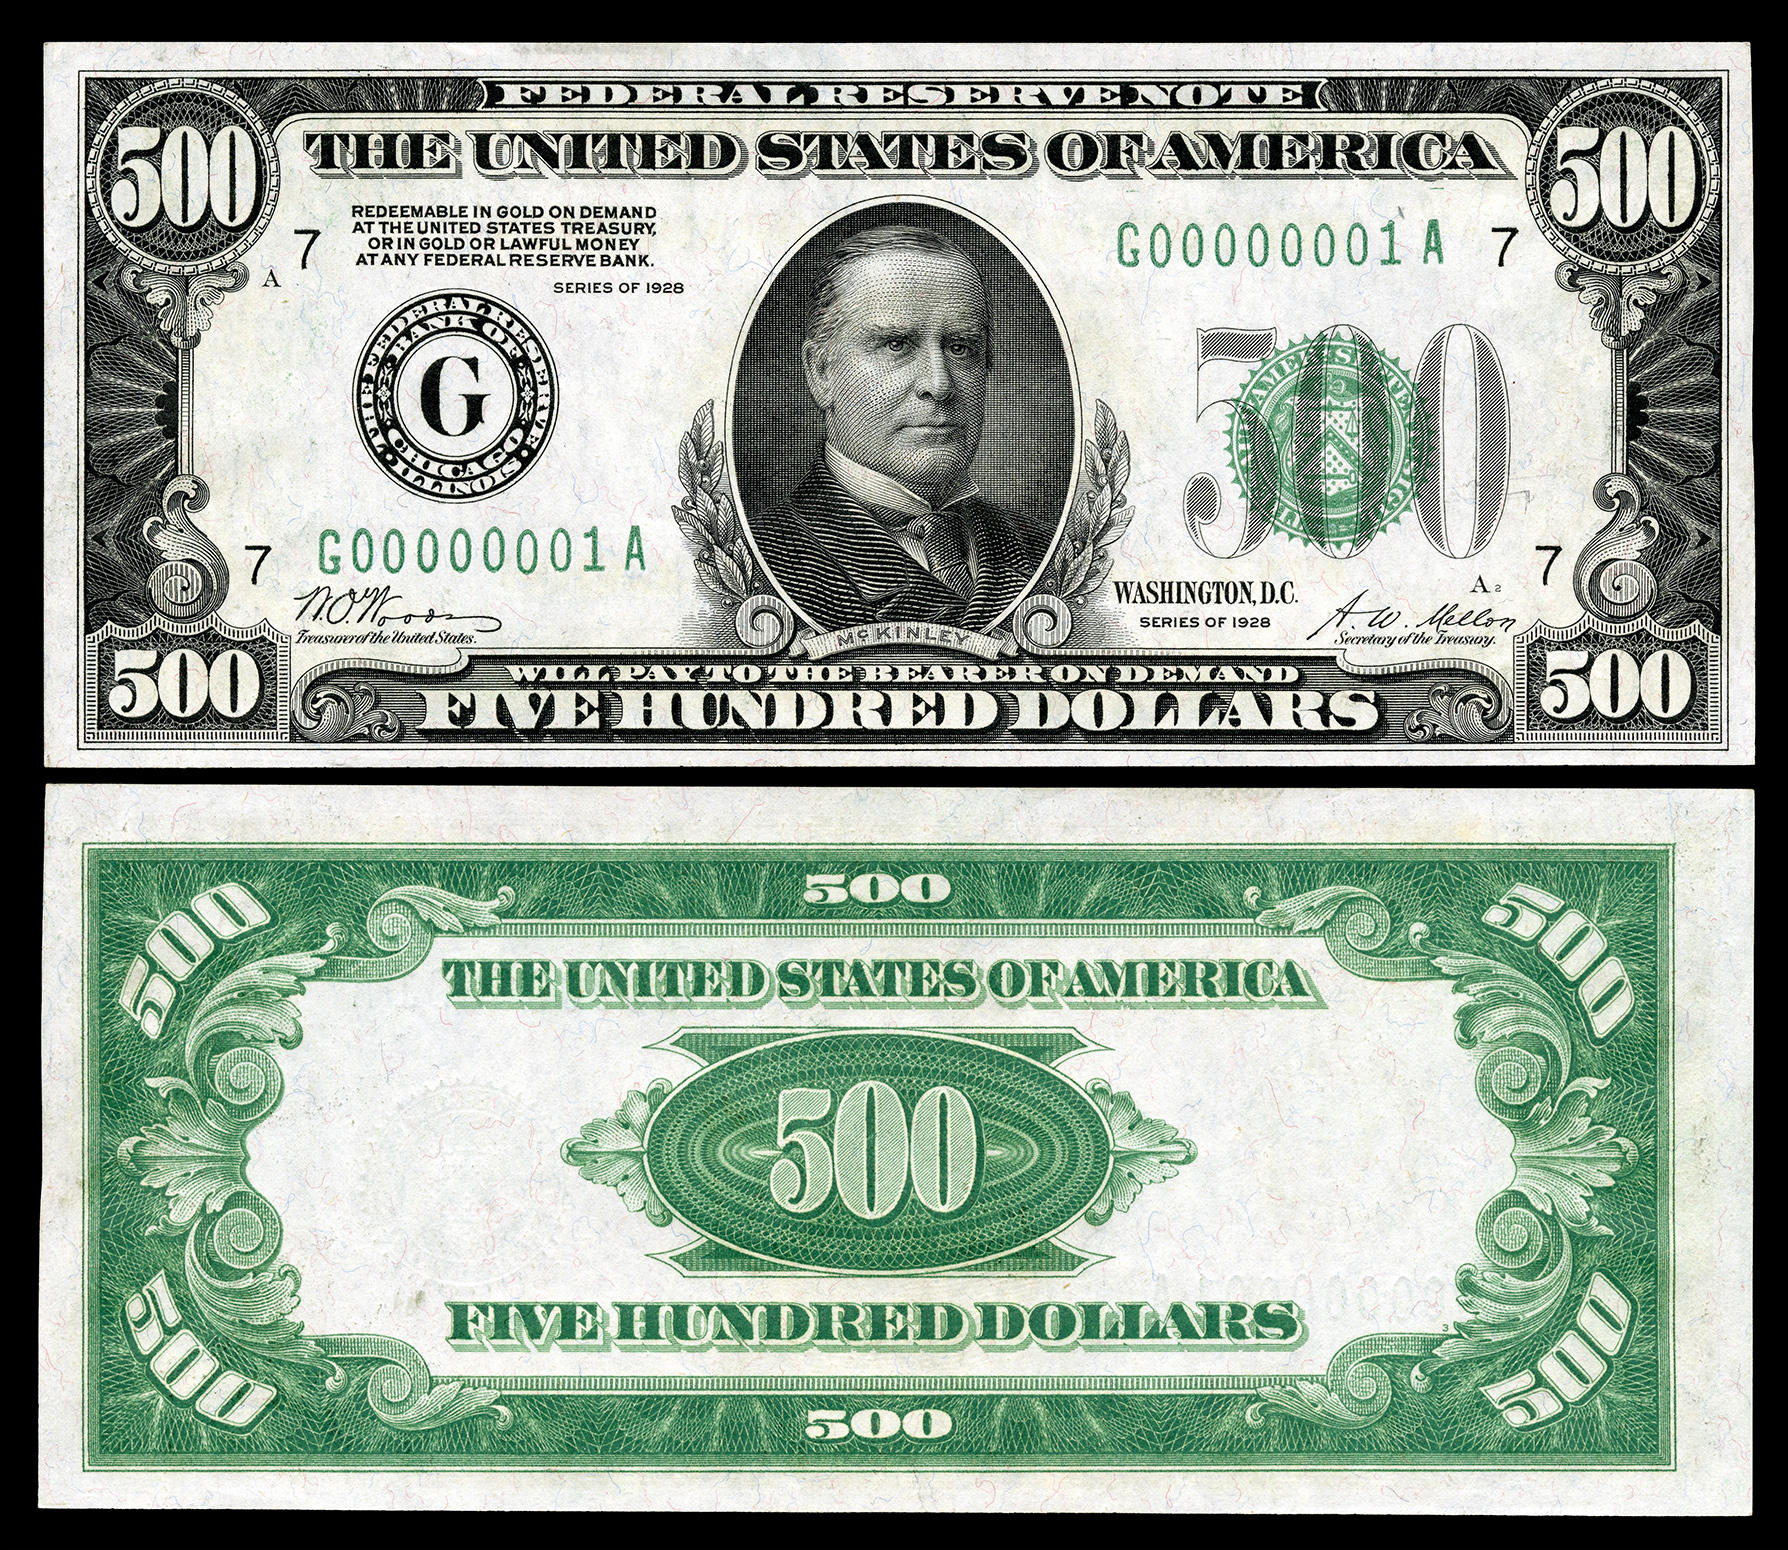 FEDERAL RESERVE NOTE
500
THE UNITED STATES OF AMERICA
500
REDEEMABLE IN GOLD ON DEMAND
AT THE UNITED STATES TREASURY,
OR IN GOLD OR LAWFUL MONEY
AT ANY FEDERAL RESERVE BANK.
SERIES OF 1928
A 7
G00000001A 7
THE FEDERAL RESERVE
BANK OF
G
CHICAGO
ILLINOIS
500
7 G00000001A
7
W.O. Woods
Treasurer of the United States.
WASHINGTON, D.C.
SERIES OF 1928
A2
A. W. Mellon
Secretary of the Treasury.
McKINLEY
500
WILL PAY TO THE BEARER ON DEMAND
FIVE HUNDRED DOLLARS
500
500
500
500
THE UNITED STATES OF AMERICA
500
FIVE HUNDRED DOLLARS
3
500
500
500